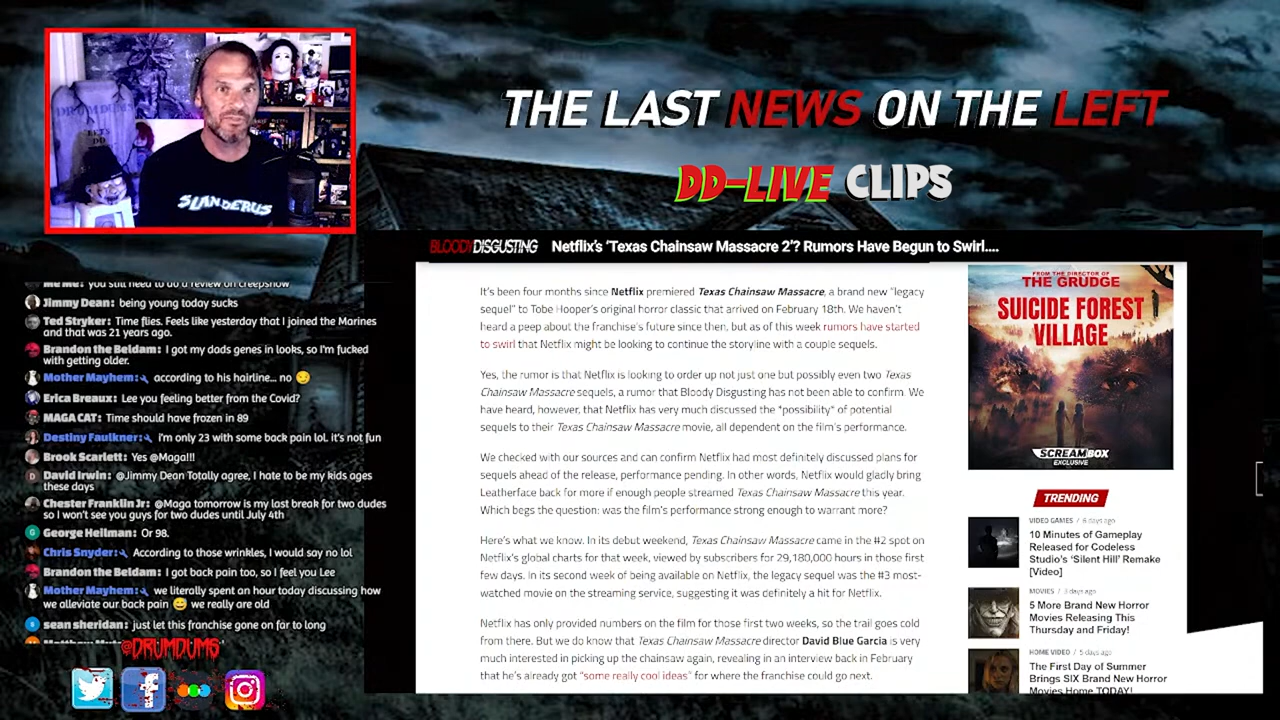 THE LAST NEWS ON THE LEFT
DD-LIVE CLIPS
SLANDERUS
BLOODY DISGUSTING Netflix's 'Texas Chainsaw Massacre 2'? Rumors Have Begun to Swirl....
you still need to do a review on creepshow
Jimmy Dean: being young today sucks
Ted Stryker: Time flies. Feels like yesterday that I joined the Marines
and that was 21 years ago.
Brandon the Beldam: I got my dads genes in looks, so I'm fucked
with getting older.
Mother Mayhem: according to his hairline... no
Erica Breaux: Lee you feeling better from the Covid?
MAGA CAT: Time should have frozen in 89
Destiny Faulkner: I'm only 23 with some back pain lol. it's not fun
Brook Scarlett: Yes @Maga!!!
D David Irwin: @Jimmy Dean Totally agree, I hate to be my kids ages
these days
Chester Franklin Jr: @Maga tomorrow is my last break for two dudes
so I won't see you guys for two dudes until July 4th
G George Heilman: Or 98.
Chris Snyder: According to those wrinkles, I would say no lol
Brandon the Beldam: I got back pain too, so I feel you Lee
Mother Mayhem: we literally spent an hour today discussing how
we alleviate our back pain we really are old
S sean sheridan: just let this franchise gone on far to long
@DRUMDUMS
It's been four months since Netflix premiered Texas Chainsaw Massacre, a brand new "legacy
sequel" to Tobe Hooper's original horror classic that arrived on February 18th. We haven't
heard a peep about the franchise's future since then, but as of this week rumors have started
to swirl that Netflix might be looking to continue the storyline with a couple sequels.
Yes, the rumor is that Netflix is looking to order up not just one but possibly even two Texas
Chainsaw Massacre sequels, a rumor that Bloody Disgusting has not been able to confirm. We
have heard, however, that Netflix has very much discussed the *possibility* of potential
sequels to their Texas Chainsaw Massacre movie, all dependent on the film's performance.
We checked with our sources and can confirm Netflix had most definitely discussed plans for
sequels ahead of the release, performance pending. In other words, Netflix would gladly bring
Leatherface back for more if enough people streamed Texas Chainsaw Massacre this year.
Which begs the question: was the film's performance strong enough to warrant more?
Here's what we know. In its debut weekend, Texas Chainsaw Massacre came in the #2 spot on
Netflix's global charts for that week, viewed by subscribers for 29,180,000 hours in those first
few days. In its second week of being available on Netflix, the legacy sequel was the #3 most-
watched movie on the streaming service, suggesting it was definitely a hit for Netflix.
Netflix has only provided numbers on the film for those first two weeks, so the trail goes cold
from there. But we do know that Texas Chainsaw Massacre director David Blue Garcia is very
much interested in picking up the chainsaw again, revealing in an interview back in February
that he's already got "some really cool ideas" for where the franchise could go next.
FROM THE DIRECTOR OF
THE GRUDGE
SUICIDE FOREST
VILLAGE
SCREAMBOX
EXCLUSIVE
TRENDING
VIDEO GAMES / 6 days ago
10 Minutes of Gameplay
Released for Codeless
Studio's 'Silent Hill' Remake
[Video]
MOVIES / 3 days ago
5 More Brand New Horror
Movies Releasing This
Thursday and Friday!
HOME VIDEO / 5 days ago
The First Day of Summer
Brings SIX Brand New Horror
Movies Home TODAY!